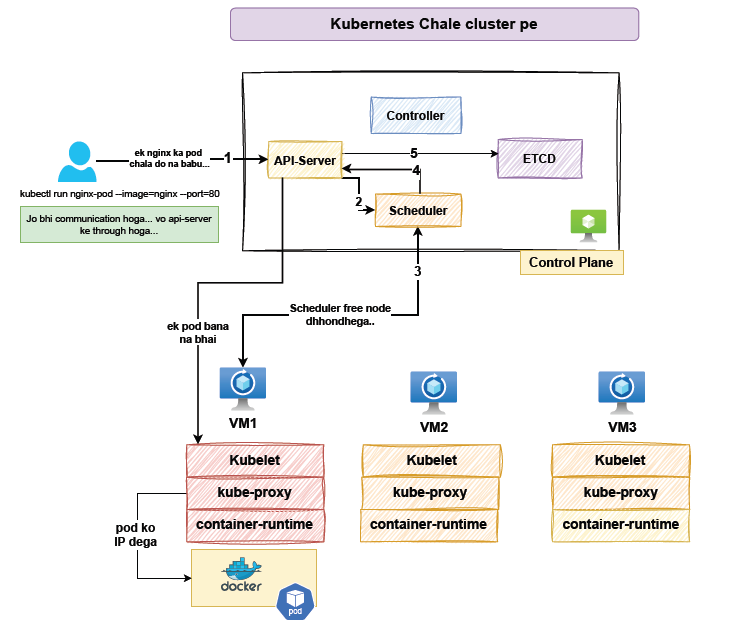 Kubernetes Chale cluster pe
Controller
ek nginx ka pod
chala do na babu...
1
API-Server
5
4
ETCD
kubectl run nginx-pod --image=nginx --port=80
2
Scheduler
Jo bhi communication hoga... vo api-server
ke through hoga...
Control Plane
3
Scheduler free node
dhhondhega..
ek pod bana
na bhai
VM1
VM2
VM3
Kubelet
kube-proxy
container-runtime
Kubelet
kube-proxy
container-runtime
Kubelet
kube-proxy
container-runtime
pod ko
IP dega
docker
pod